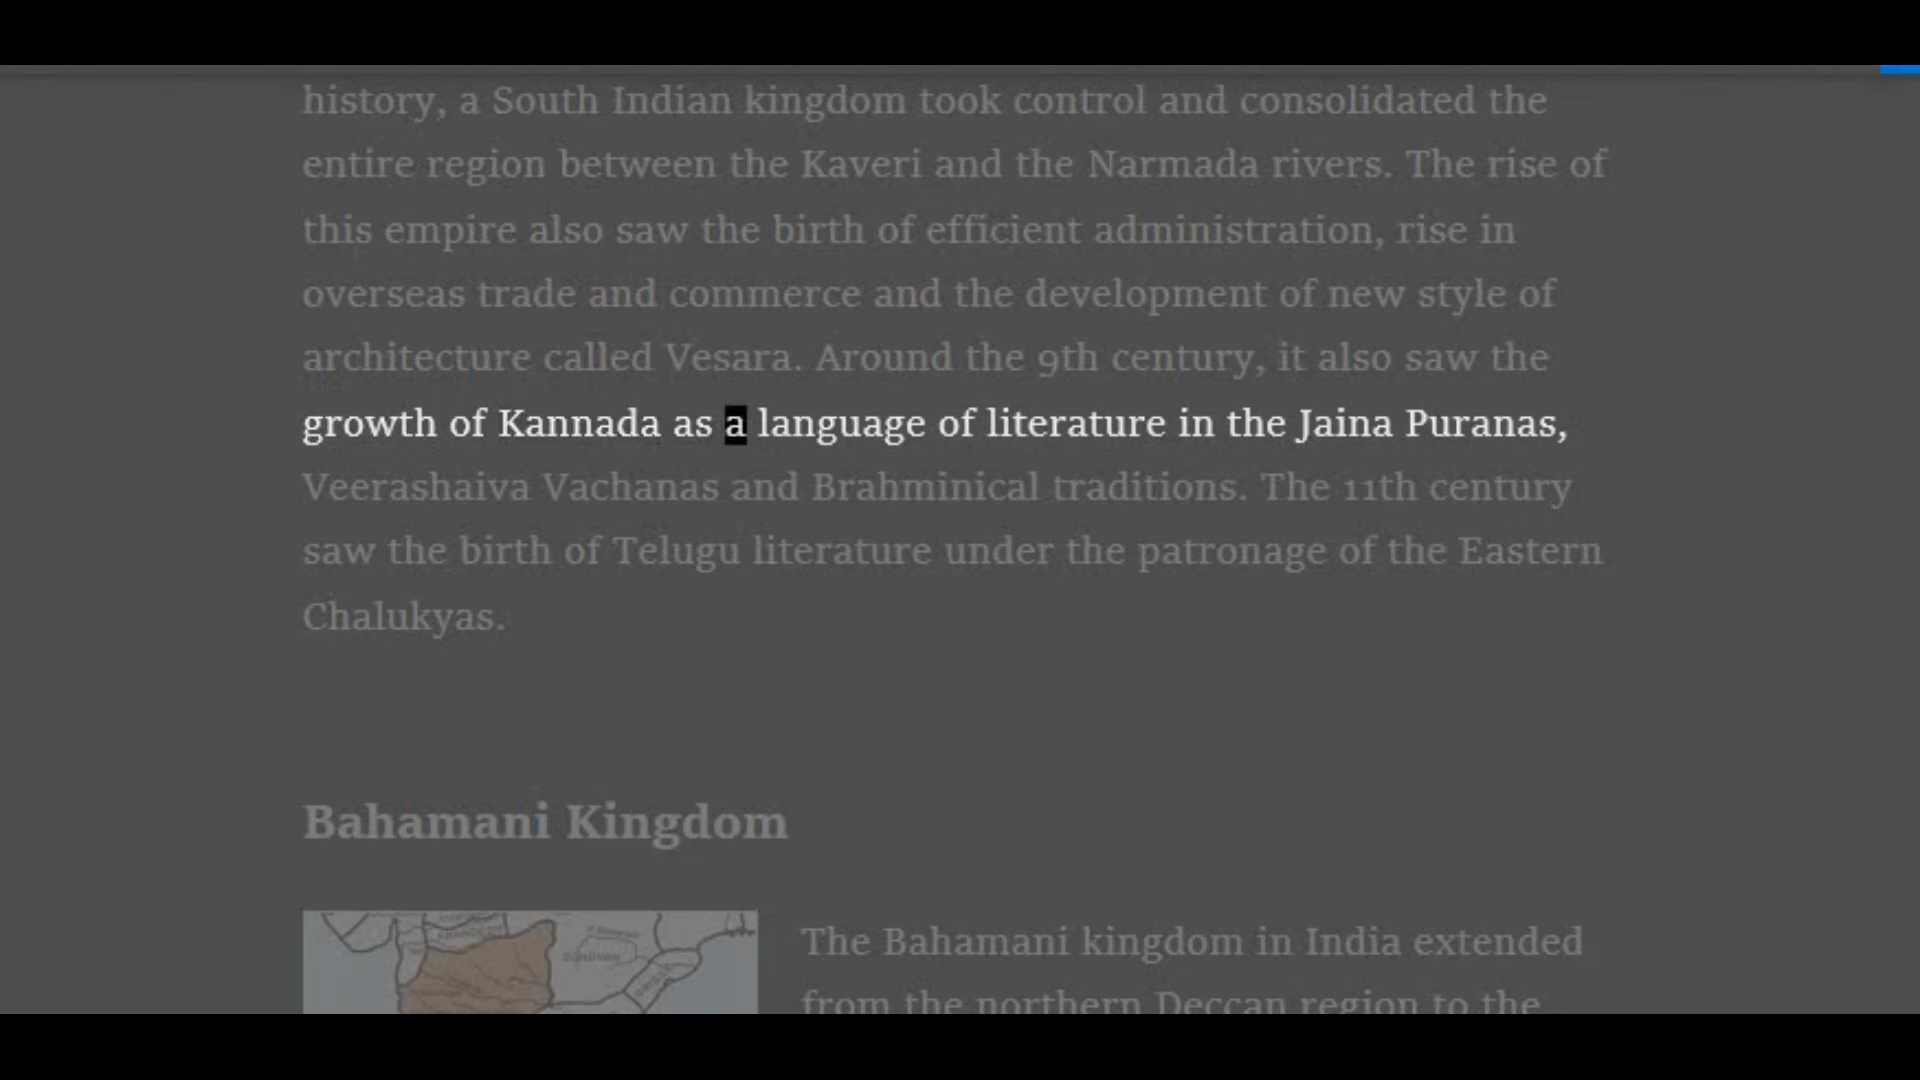 history, a South Indian kingdom took control and consolidated the
entire region between the Kaveri and the Narmada rivers. The rise of
this empire also saw the birth of efficient administration, rise in
overseas trade and commerce and the development of new style of
architecture called Vesara. Around the 9th century, it also saw the
growth of Kannada as a language of literature in the Jaina Puranas,
Veerashaiva Vachanas and Brahminical traditions. The 11th century
saw the birth of Telugu literature under the patronage of the Eastern
Chalukyas.
Bahamani Kingdom
KHANDESH
GONDVAN
ORISSA
The Bahamani kingdom in India extended
from the northern Deccan region to the